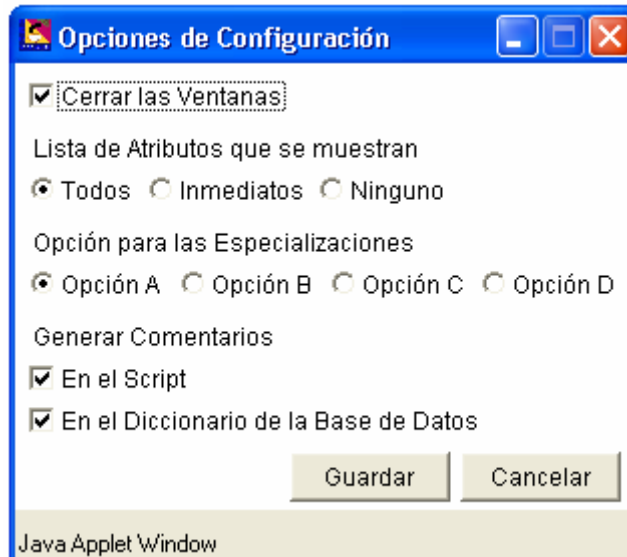 Opciones de Configuración
Cerrar las Ventanas
Lista de Atributos que se muestran
Todos Inmediatos Ninguno
Opción para las Especializaciones
Opción A Opción B Opción C Opción D
Generar Comentarios
En el Script
En el Diccionario de la Base de Datos
Guardar Cancelar
Java Applet Window